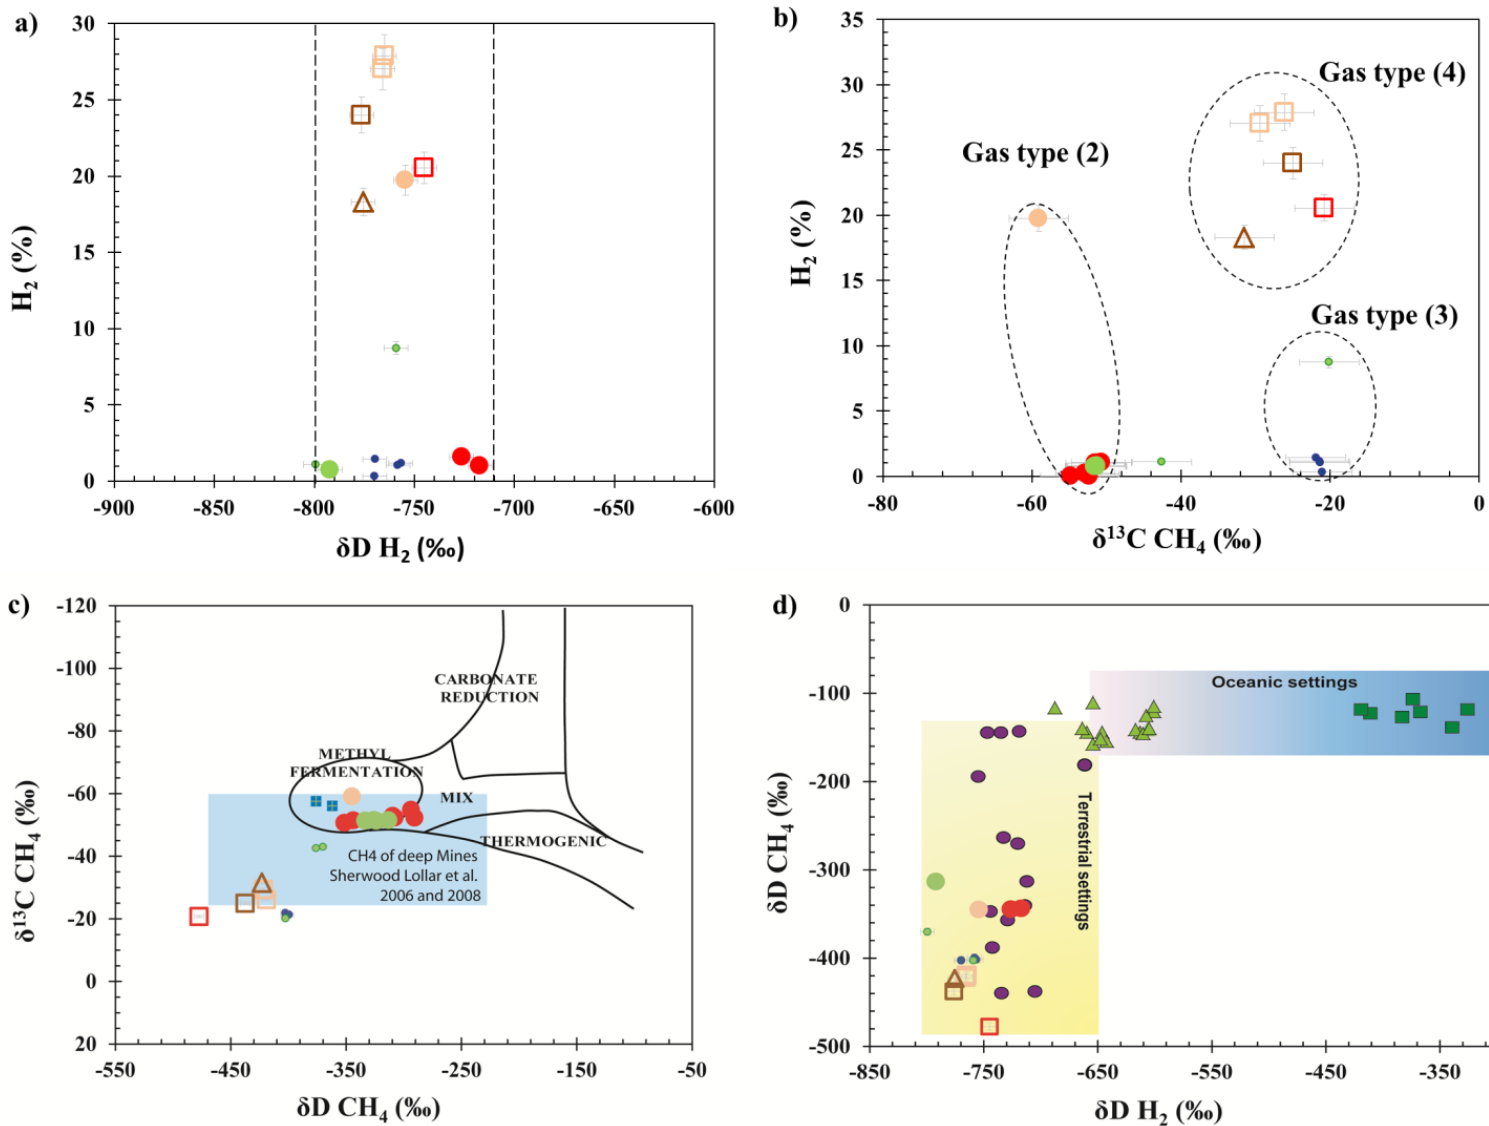 a)
30
25
20
15
10
5
0
H₂ (%)
-900
-850
-800
-750
-700
-650
-600
δD H₂ (‰)
b)
35
30
25
20
15
10
5
0
H₂ (%)
Gas type (4)
Gas type (2)
Gas type (3)
-80
-60
-40
-20
0
δ¹³C CH₄ (‰)
c)
-120
-100
-80
-60
-40
-20
0
20
δ¹³C CH₄ (‰)
CARBONATE
REDUCTION
METHYL
FERMENTATION
MIX
THERMOGENIC
CH4 of deep Mines
Sherwood Lollar et al.
2006 and 2008
-550
-450
-350
-250
-150
-50
δD CH₄ (‰)
d)
0
-100
-200
-300
-400
-500
δD CH₄ (‰)
Oceanic settings
Terrestrial settings
-850
-750
-650
-550
-450
-350
δD H₂ (‰)